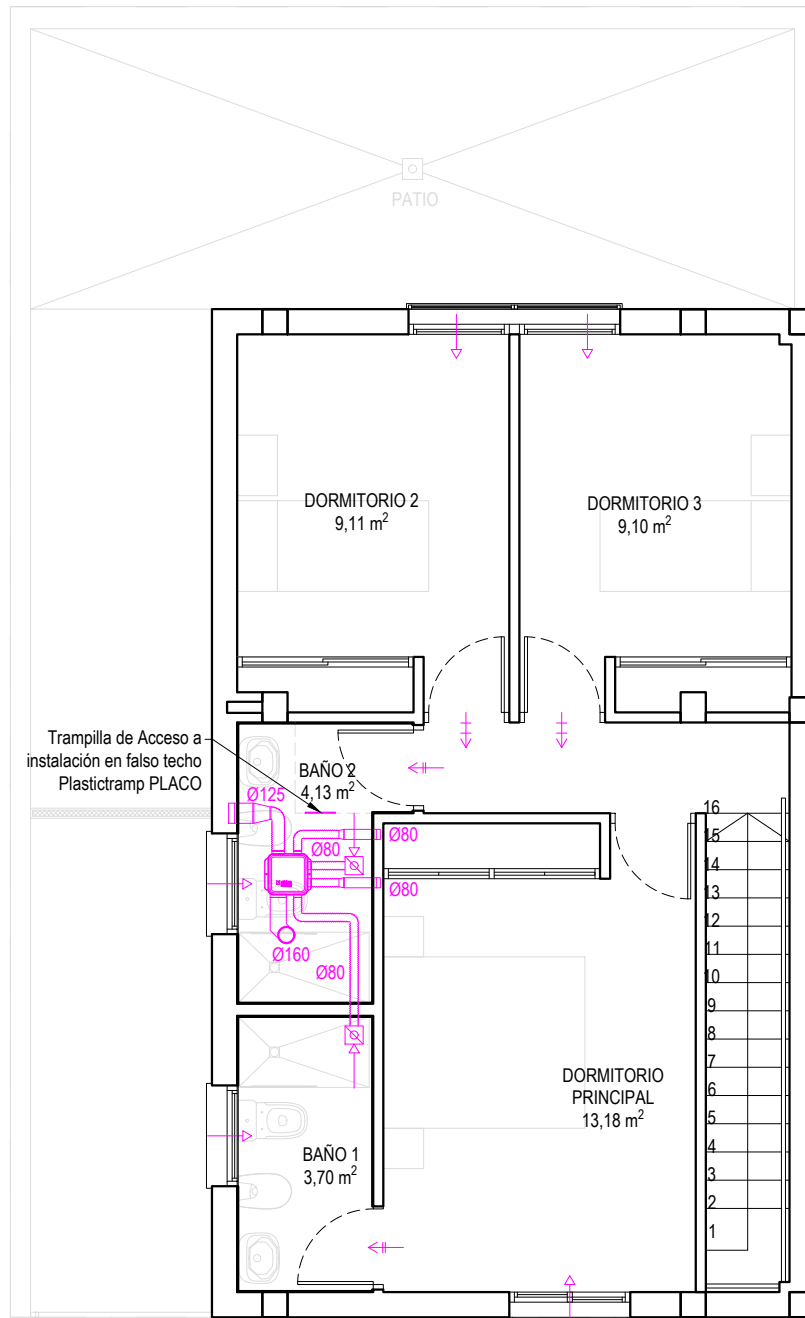 PATIO
DORMITORIO 2
9,11 m²
DORMITORIO 3
9,10 m²
Trampilla de Acceso a
instalación en falso techo
Plastictramp PLACO
BAÑO 2
4,13 m²
Ø125
Ø80
Ø80
Ø80
Ø160
Ø80
16
15
14
13
12
11
10
9
8
7
6
5
4
3
2
1
DORMITORIO
PRINCIPAL
13,18 m²
BAÑO 1
3,70 m²